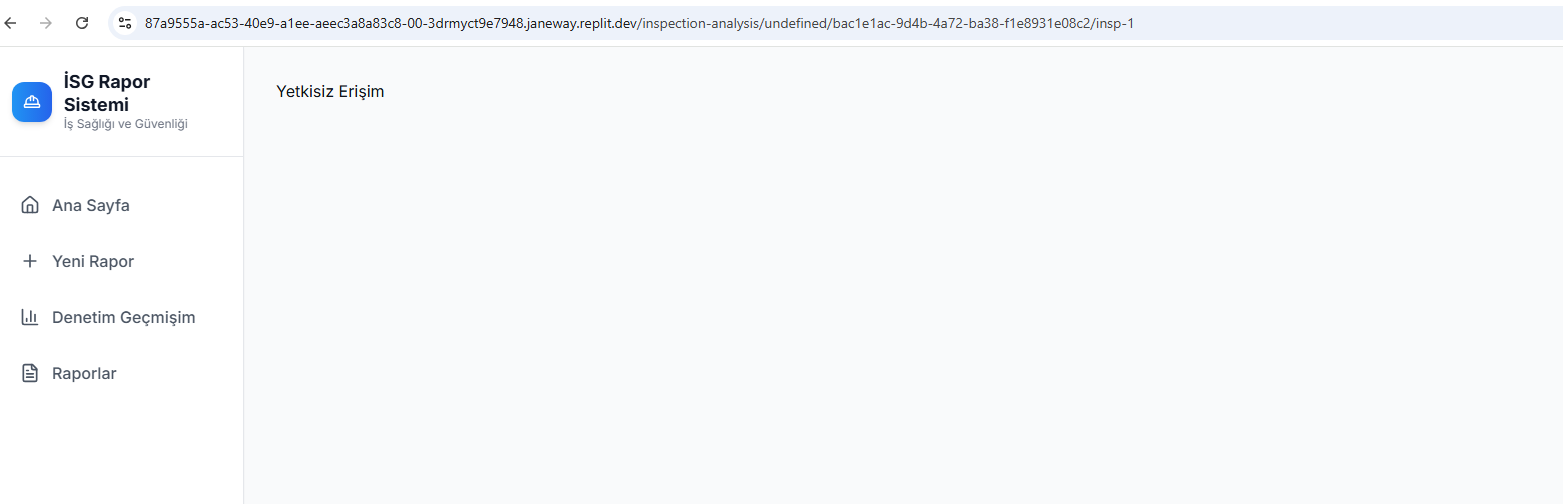 87a9555a-ac53-40e9-a1ee-aeec3a8a83c8-00-3drmyct9e7948.janeway.replit.dev/inspection-analysis/undefined/bac1e1ac-9d4b-4a72-ba38-f1e8931e08c2/insp-1
İSG Rapor
Sistemi
İş Sağlığı ve Güvenliği
Ana Sayfa
Yeni Rapor
Denetim Geçmişim
Raporlar
Yetkisiz Erişim